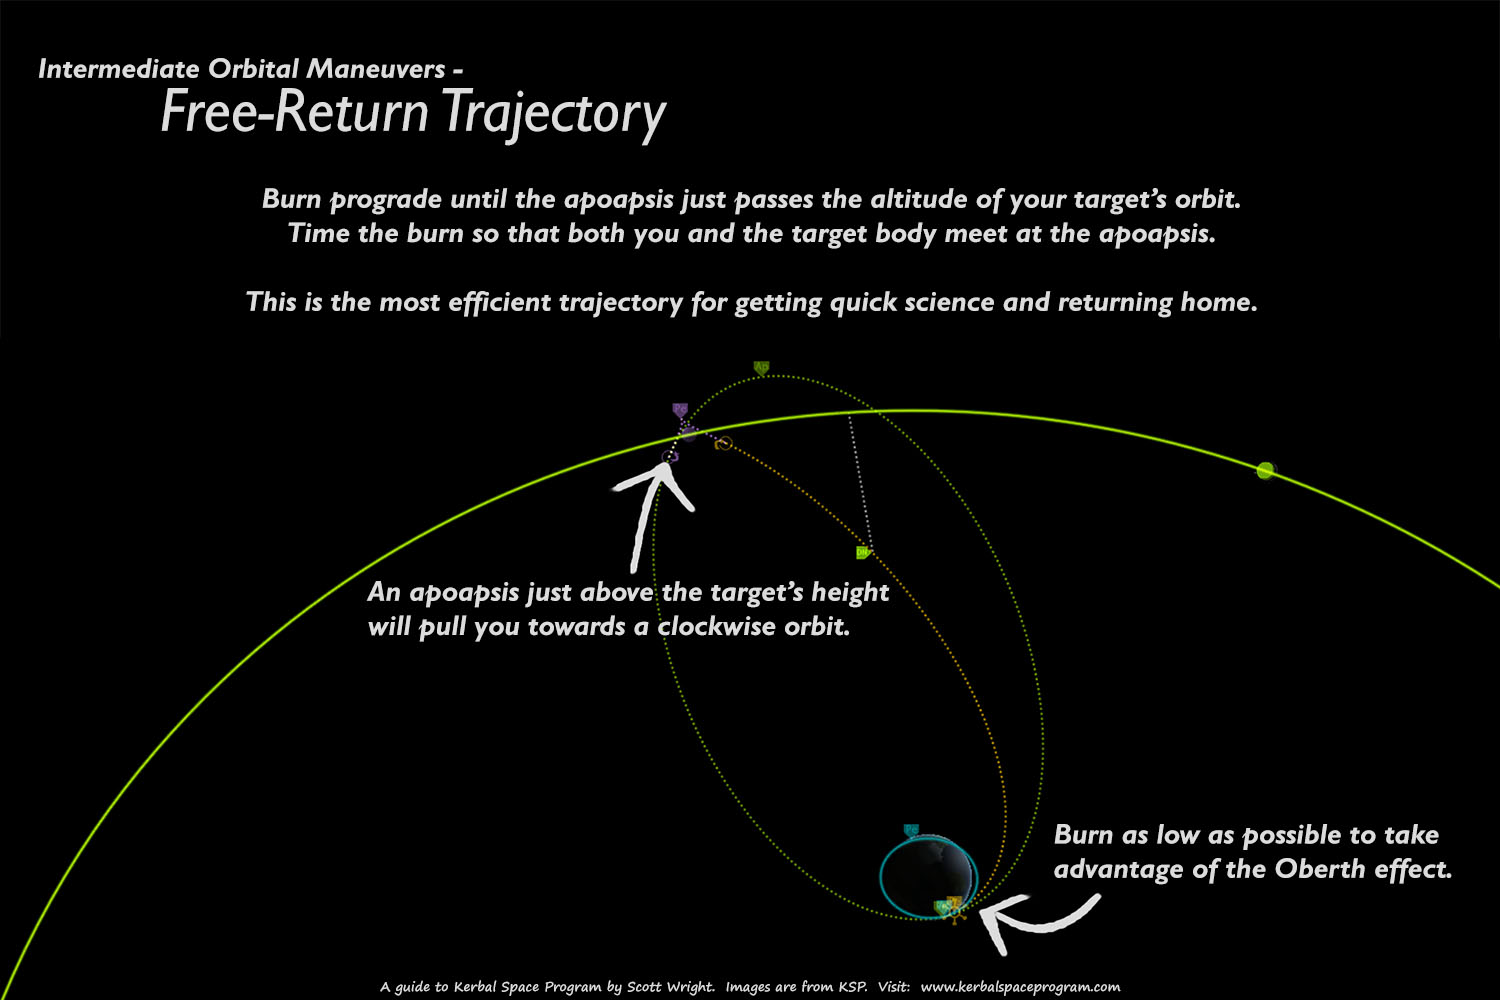 Intermediate Orbital Maneuvers -
Free-Return Trajectory
Burn prograde until the apoapsis just passes the altitude of your target's orbit.
Time the burn so that both you and the target body meet at the apoapsis.
This is the most efficient trajectory for getting quick science and returning home.
Ap
Pe
DN
An apoapsis just above the target's height
will pull you towards a clockwise orbit.
Pe
Burn as low as possible to take
advantage of the Oberth effect.
A guide to Kerbal Space Program by Scott Wright. Images are from KSP. Visit: www.kerbalspaceprogram.com